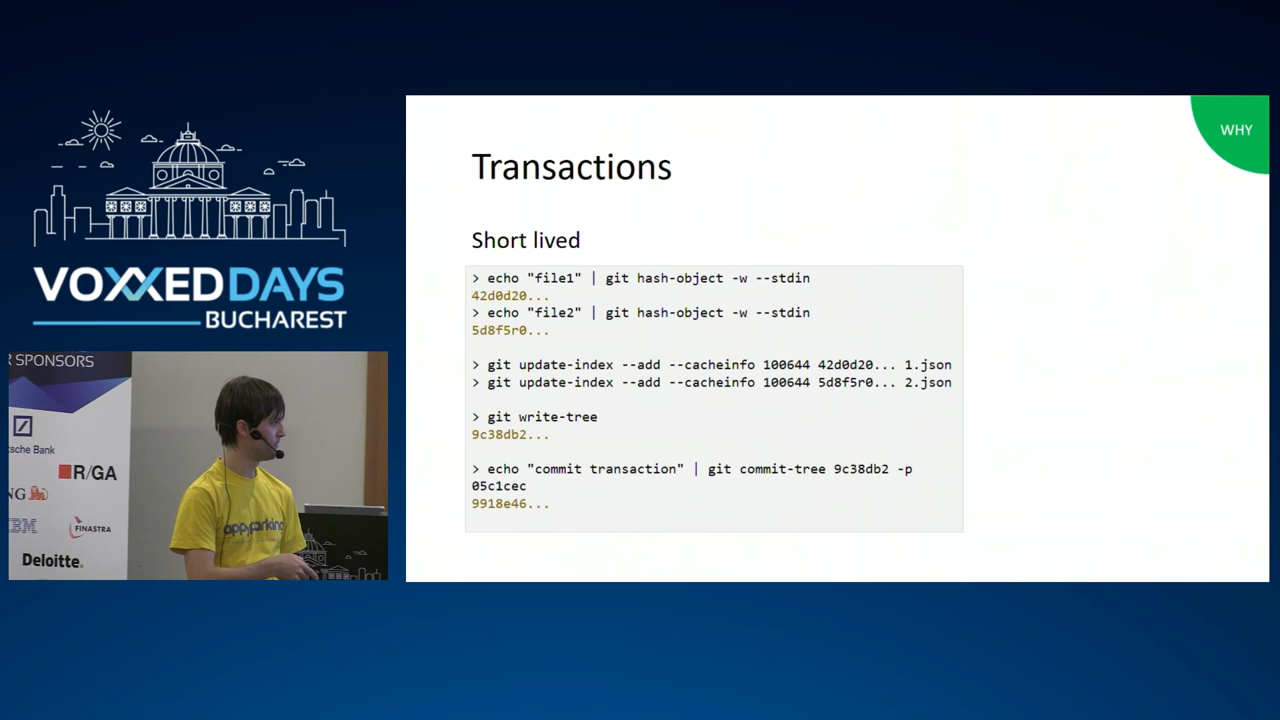 WHY
Transactions
Short lived
> echo "file1" | git hash-object -w --stdin
42d0d20...
> echo "file2" | git hash-object -w --stdin
5d8f5r0...
> git update-index --add --cacheinfo 100644 42d0d20... 1.json
> git update-index --add --cacheinfo 100644 5d8f5r0... 2.json
> git write-tree
9c38db2...
> echo "commit transaction" | git commit-tree 9c38db2 -p
05c1cec
9918e46...
VOXXED DAYS
BUCHAREST
R SPONSORS
sche Bank
R/GA
NG
IBM
FINASTRA
Deloitte.
appyparking